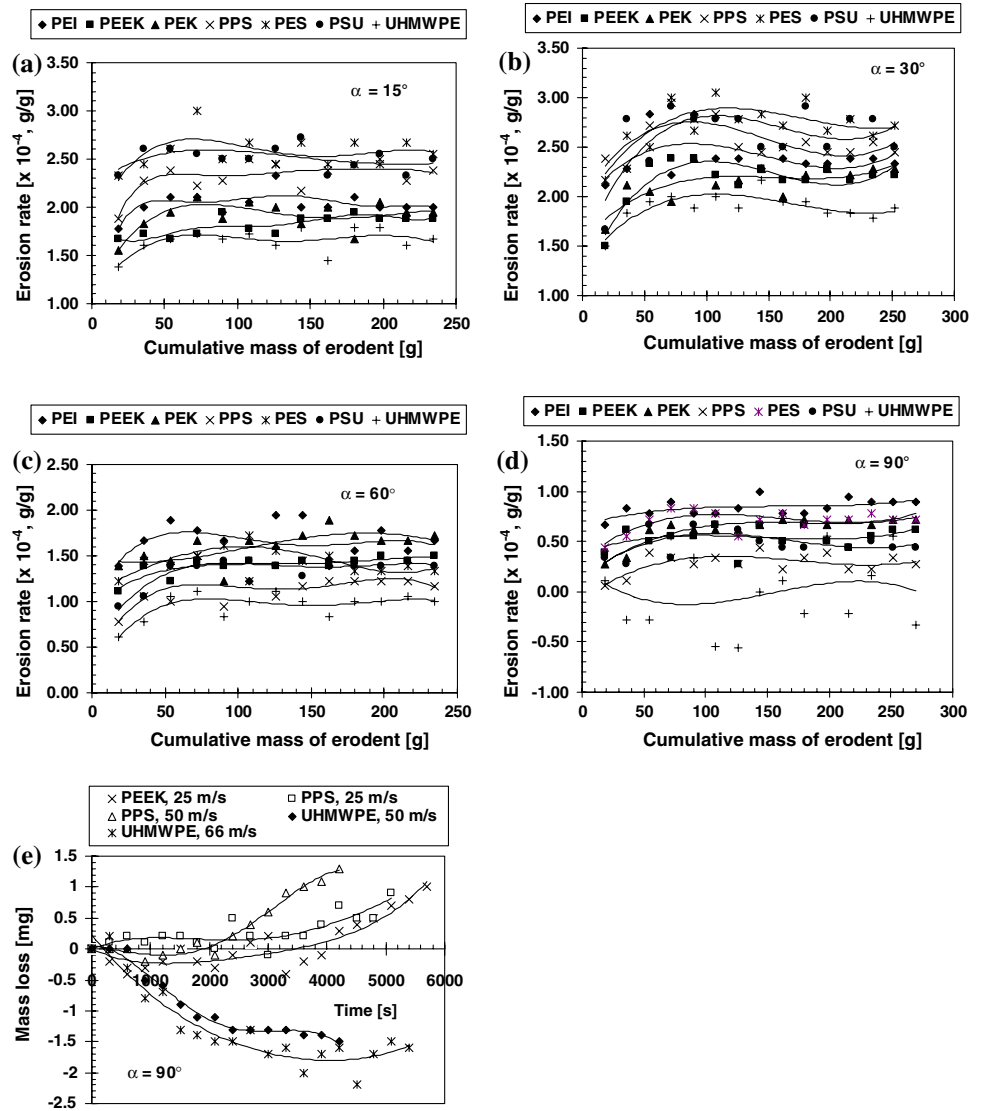 ◆ PEI ■ PEEK ▲ PEK × PPS ✳ PES ● PSU + UHMWPE
(a)
α = 15°
Erosion rate [x 10⁻⁴, g/g]
3.50
3.00
2.50
2.00
1.50
1.00
0 50 100 150 200 250
Cumulative mass of erodent [g]
◆ PEI ■ PEEK ▲ PEK × PPS ✳ PES ● PSU + UHMWPE
(b)
α = 30°
Erosion rate [x 10⁻⁴, g/g]
3.50
3.00
2.50
2.00
1.50
1.00
0 50 100 150 200 250 300
Cumulative mass of erodent [g]
◆ PEI ■ PEEK ▲ PEK × PPS ✳ PES ● PSU + UHMWPE
(c)
α = 60°
Erosion rate [x 10⁻⁴, g/g]
2.50
2.00
1.50
1.00
0.50
0.00
0 50 100 150 200 250
Cumulative mass of erodent [g]
◆ PEI ■ PEEK ▲ PEK × PPS ✳ PES ● PSU + UHMWPE
(d)
α = 90°
Erosion rate [x 10⁻⁴, g/g]
1.50
1.00
0.50
0.00
-0.50
-1.00
0 50 100 150 200 250 300
Cumulative mass of erodent [g]
× PEEK, 25 m/s □ PPS, 25 m/s
△ PPS, 50 m/s ◆ UHMWPE, 50 m/s
✳ UHMWPE, 66 m/s
(e)
Mass loss [mg]
1.5
1
0.5
0
-0.5
-1
-1.5
-2
-2.5
0 1000 2000 3000 4000 5000 6000
Time [s]
α = 90°